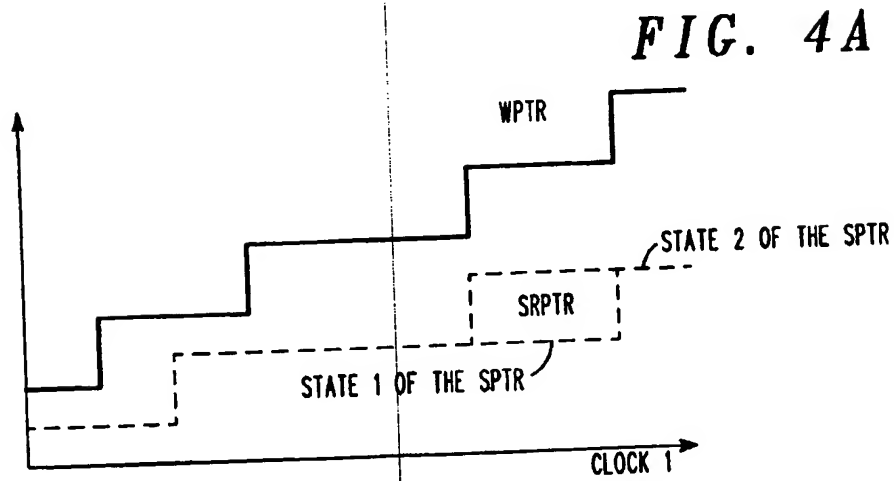 FIG. 4A
WPTR
STATE 2 OF THE SPTR
SRPTR
STATE 1 OF THE SPTR
CLOCK 1